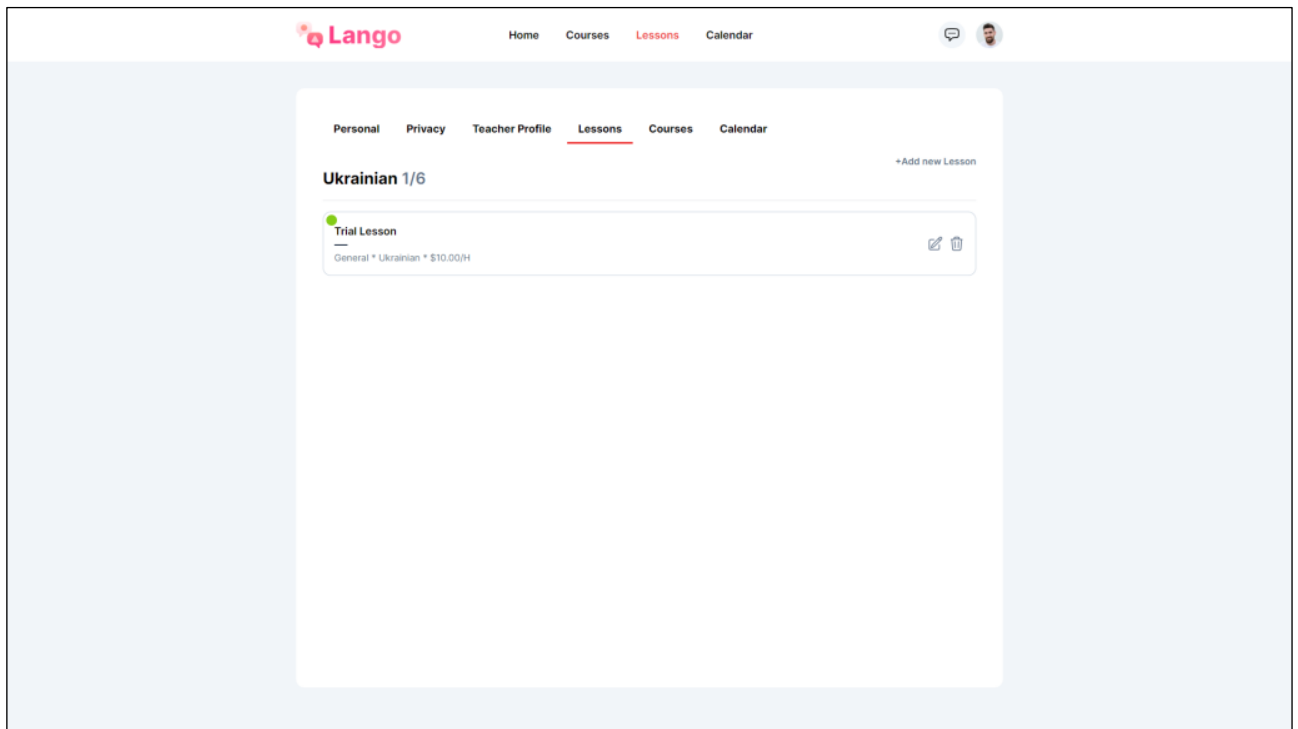 Lango
Home Courses Lessons Calendar
Personal Privacy Teacher Profile Lessons Courses Calendar
+Add new Lesson
Ukrainian 1/6
Trial Lesson
General * Ukrainian * $10.00/H